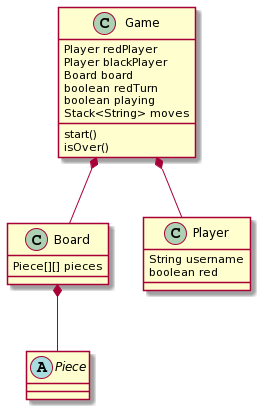 C Game
Player redPlayer
Player blackPlayer
Board board
boolean redTurn
boolean playing
Stack<String> moves
start()
isOver()
C Board
Piece[][] pieces
C Player
String username
boolean red
A Piece